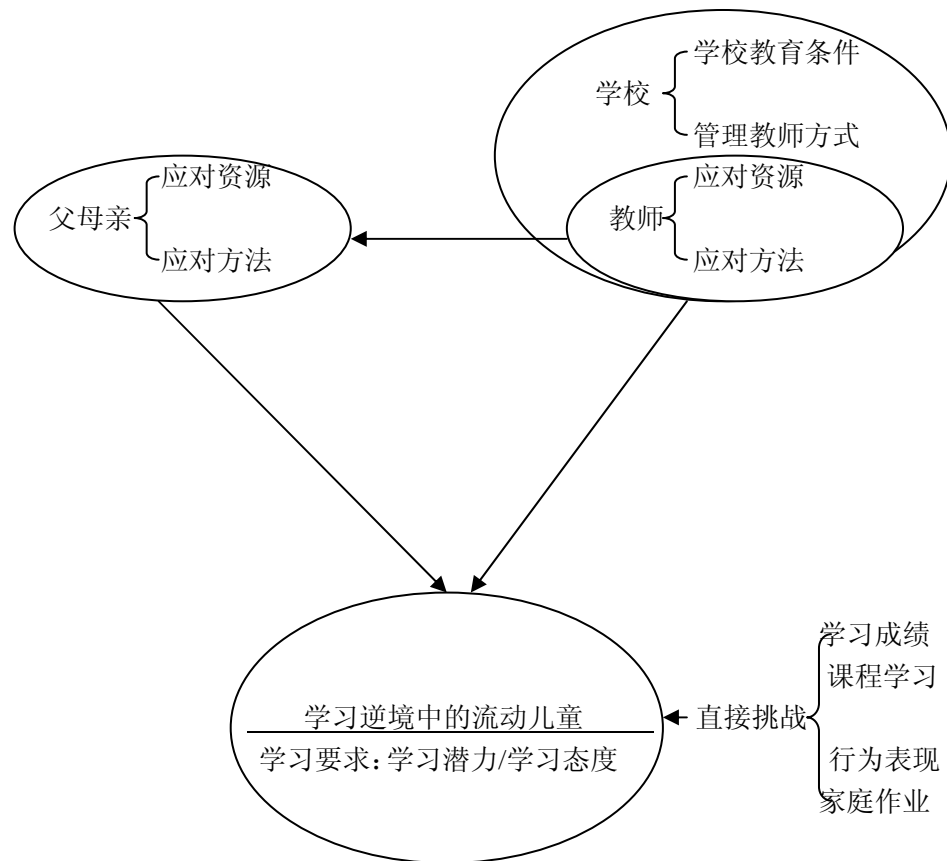 学校教育条件
学校
管理教师方式
应对资源
父母亲
应对方法
应对资源
教师
应对方法
学习逆境中的流动儿童
学习要求：学习潜力/学习态度
直接挑战
学习成绩
课程学习
行为表现
家庭作业